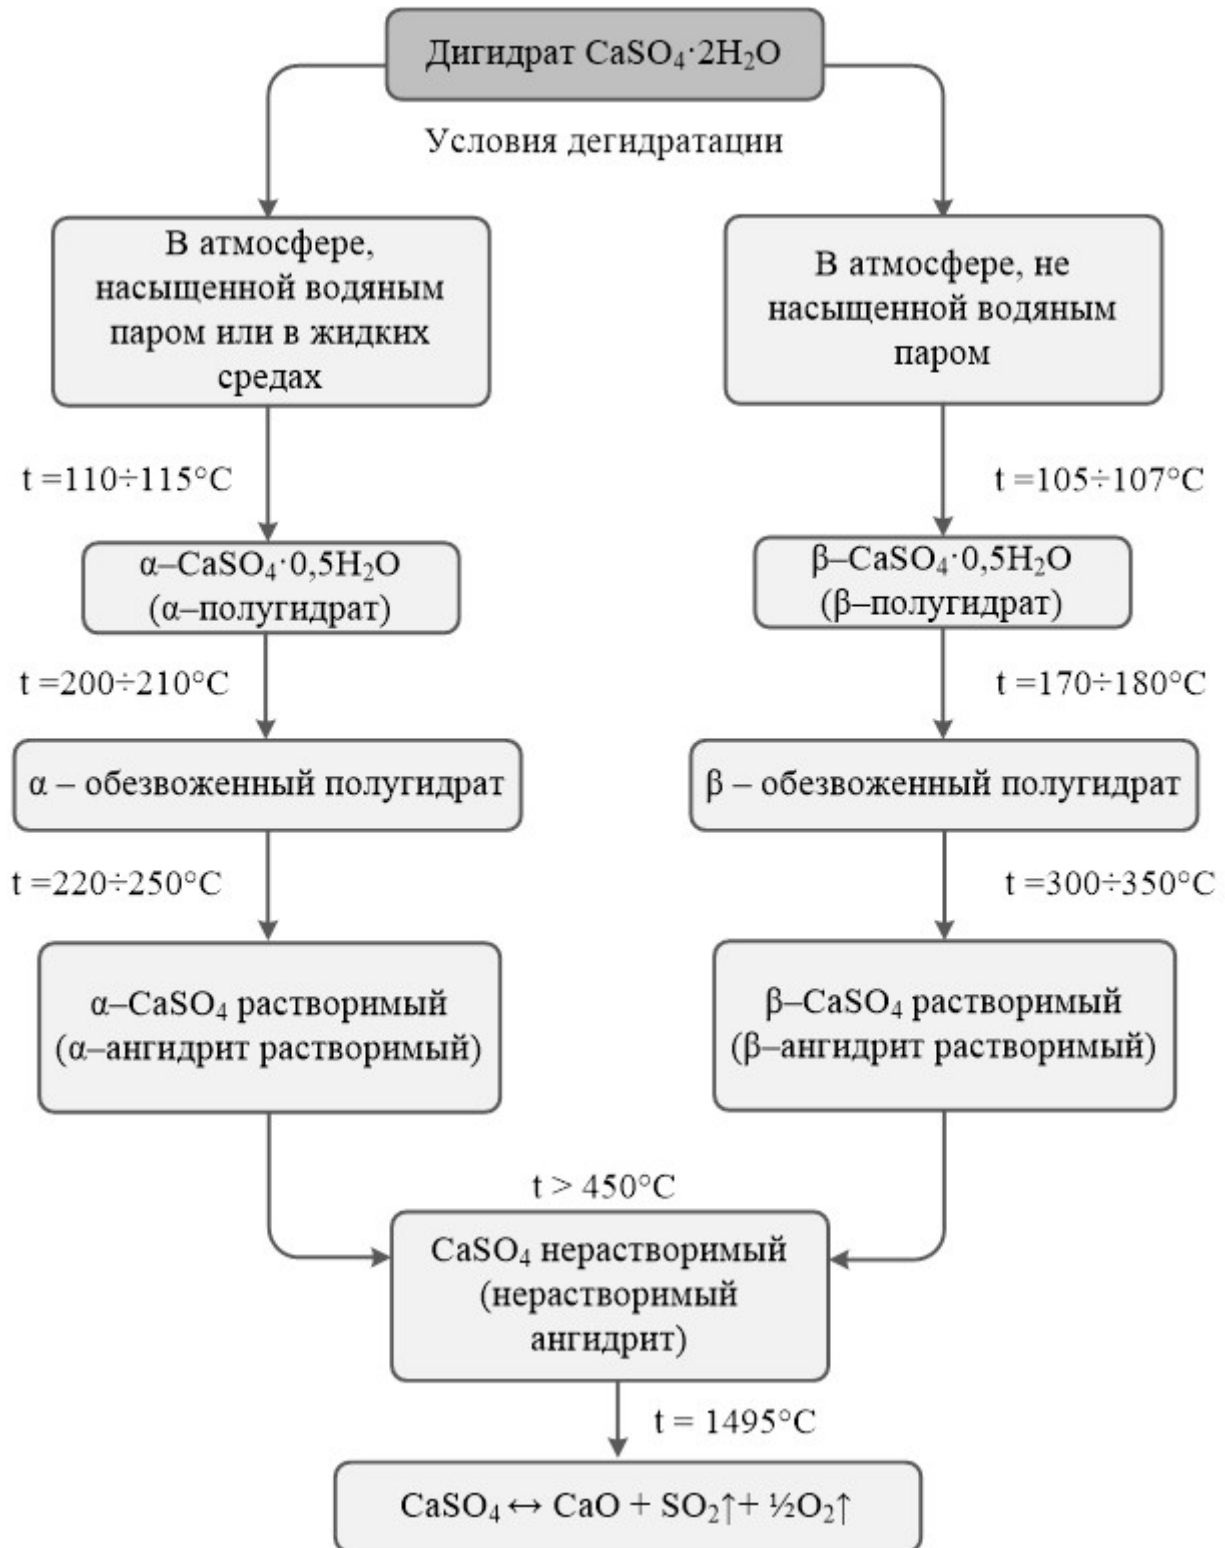 Дигидрат CaSO₄·2H₂O
Условия дегидратации
В атмосфере,
насыщенной водяным
паром или в жидких
средах
В атмосфере, не
насыщенной водяным
паром
t =110÷115°C
t =105÷107°C
α–CaSO₄·0,5H₂O
(α–полугидрат)
β–CaSO₄·0,5H₂O
(β–полугидрат)
t =200÷210°C
t =170÷180°C
α – обезвоженный полугидрат
β – обезвоженный полугидрат
t =220÷250°C
t =300÷350°C
α–CaSO₄ растворимый
(α–ангидрит растворимый)
β–CaSO₄ растворимый
(β–ангидрит растворимый)
t > 450°C
CaSO₄ нерастворимый
(нерастворимый
ангидрит)
t = 1495°C
CaSO₄ ↔ CaO + SO₂↑+ ½O₂↑